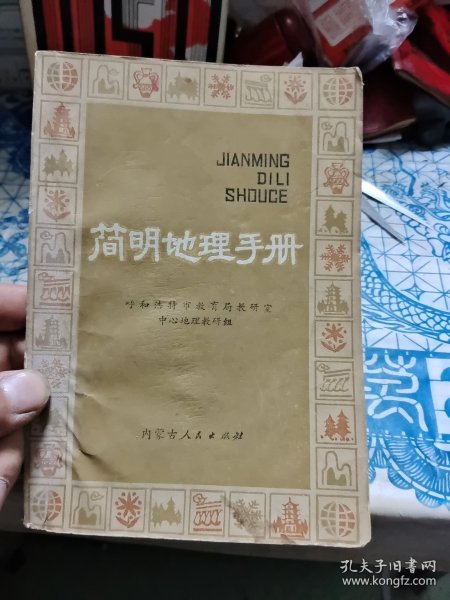 JIANMING
DILI
SHOUCE
简明地理手册
呼和浩特市教育局教研室
中心地理教研组
内蒙古人民出版社
孔夫子旧书网
www.kongfz.com